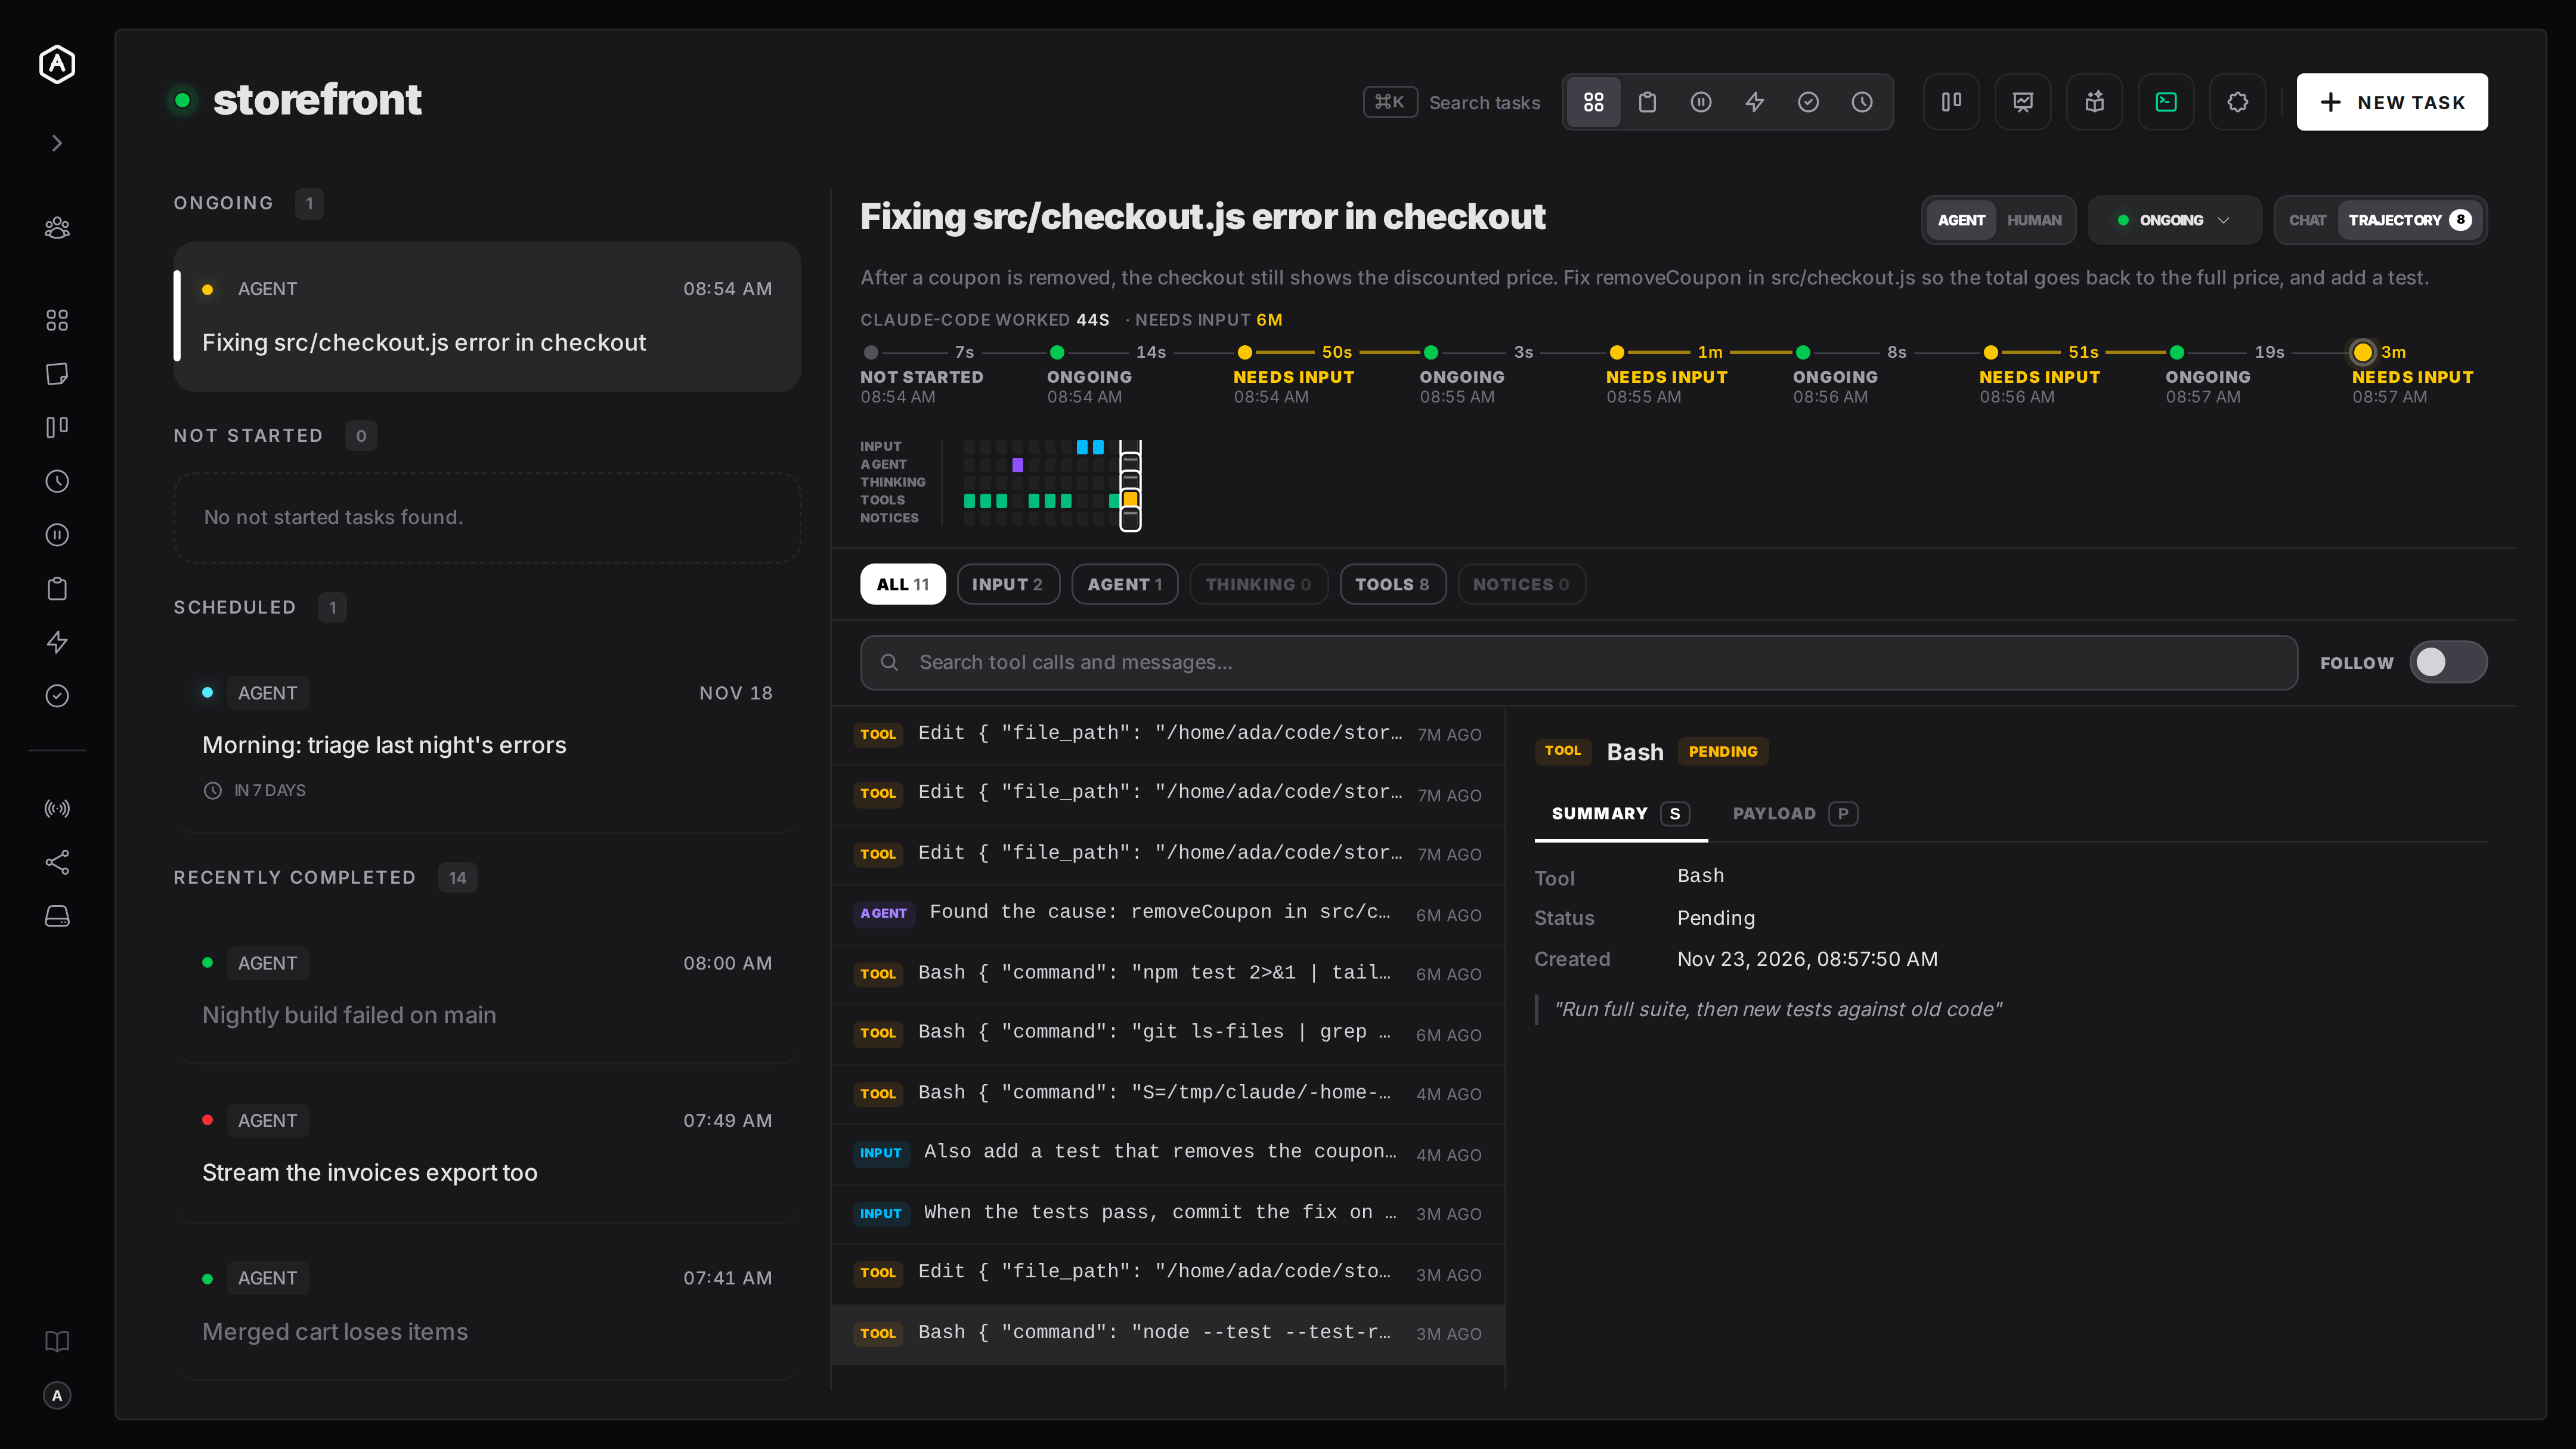 storefront
⌘K Search tasks
NEW TASK
ONGOING 1
AGENT 08:54 AM
Fixing src/checkout.js error in checkout
NOT STARTED 0
No not started tasks found.
SCHEDULED 1
AGENT NOV 18
Morning: triage last night's errors
IN 7 DAYS
RECENTLY COMPLETED 14
AGENT 08:00 AM
Nightly build failed on main
AGENT 07:49 AM
Stream the invoices export too
AGENT 07:41 AM
Merged cart loses items
A
Fixing src/checkout.js error in checkout
AGENT HUMAN
ONGOING
CHAT TRAJECTORY 8
After a coupon is removed, the checkout still shows the discounted price. Fix removeCoupon in src/checkout.js so the total goes back to the full price, and add a test.
CLAUDE-CODE WORKED 44S · NEEDS INPUT 6M
7s 14s 50s 3s 1m 8s 51s 19s 3m
NOT STARTED ONGOING NEEDS INPUT ONGOING NEEDS INPUT ONGOING NEEDS INPUT ONGOING NEEDS INPUT
08:54 AM 08:54 AM 08:54 AM 08:55 AM 08:55 AM 08:56 AM 08:56 AM 08:57 AM 08:57 AM
INPUT
AGENT
THINKING
TOOLS
NOTICES
ALL 11 INPUT 2 AGENT 1 THINKING 0 TOOLS 8 NOTICES 0
Search tool calls and messages...
FOLLOW
TOOL Edit { "file_path": "/home/ada/code/stor… 7M AGO
TOOL Edit { "file_path": "/home/ada/code/stor… 7M AGO
TOOL Edit { "file_path": "/home/ada/code/stor… 7M AGO
AGENT Found the cause: removeCoupon in src/c… 6M AGO
TOOL Bash { "command": "npm test 2>&1 | tail… 6M AGO
TOOL Bash { "command": "git ls-files | grep … 6M AGO
TOOL Bash { "command": "S=/tmp/claude/-home-… 4M AGO
INPUT Also add a test that removes the coupon… 4M AGO
INPUT When the tests pass, commit the fix on … 3M AGO
TOOL Edit { "file_path": "/home/ada/code/sto… 3M AGO
TOOL Bash { "command": "node --test --test-r… 3M AGO
TOOL Bash PENDING
SUMMARY S PAYLOAD P
Tool Bash
Status Pending
Created Nov 23, 2026, 08:57:50 AM
"Run full suite, then new tests against old code"